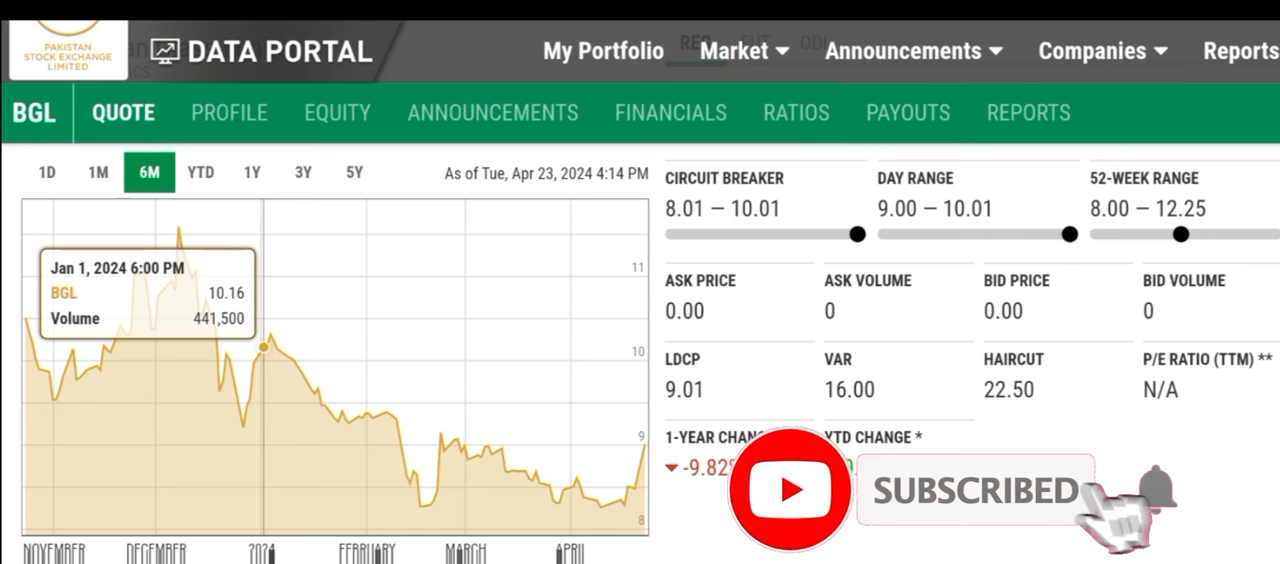 PAKISTAN
STOCK EXCHANGE
LIMITED
DATA PORTAL
My Portfolio
Market
Announcements
Companies
Reports
BGL
QUOTE
PROFILE
EQUITY
ANNOUNCEMENTS
FINANCIALS
RATIOS
PAYOUTS
REPORTS
1D 1M 6M YTD 1Y 3Y 5Y
As of Tue, Apr 23, 2024 4:14 PM
Jan 1, 2024 6:00 PM
BGL 10.16
Volume 441,500
11
10
9
8
NOVEMBER DECEMBER 2024 FEBRUARY MARCH APRIL
CIRCUIT BREAKER
8.01 — 10.01
DAY RANGE
9.00 — 10.01
52-WEEK RANGE
8.00 — 12.25
ASK PRICE
0.00
ASK VOLUME
0
BID PRICE
0.00
BID VOLUME
0
LDCP
9.01
VAR
16.00
HAIRCUT
22.50
P/E RATIO (TTM) **
N/A
1-YEAR
-9.82
YTD CHANGE *
SUBSCRIBED